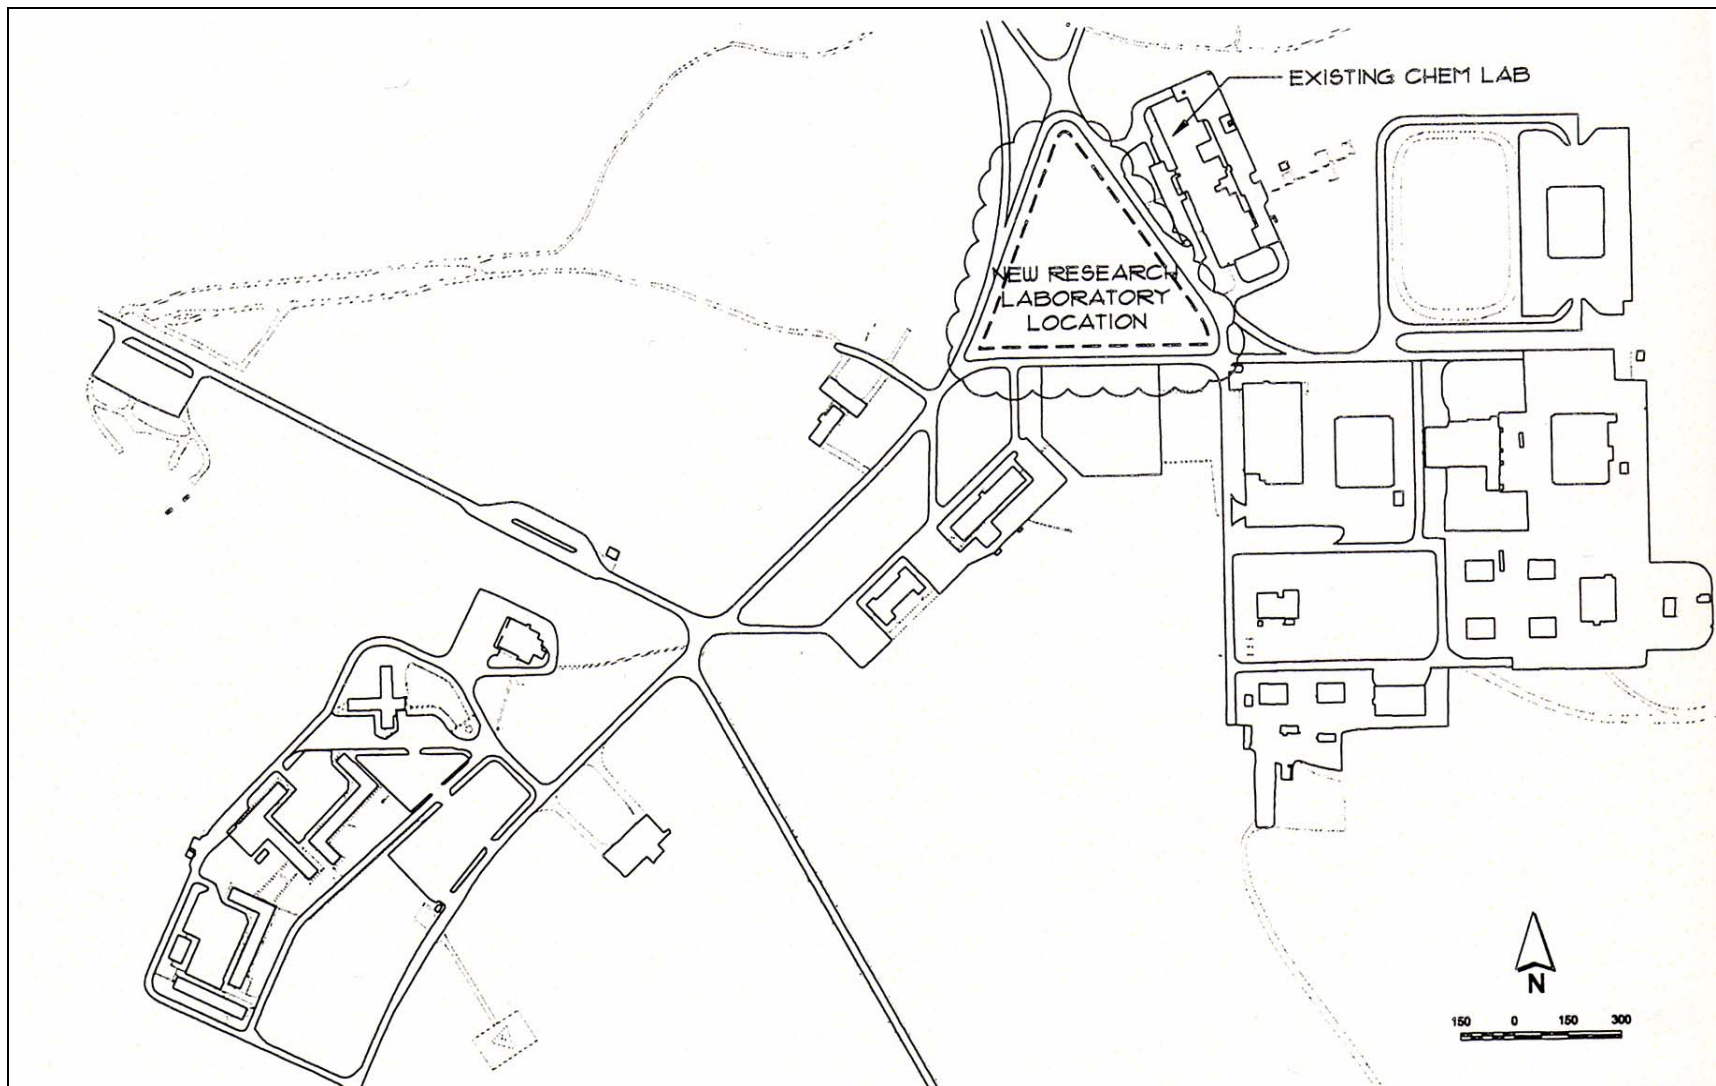 EXISTING CHEM LAB
NEW RESEARCH
LABORATORY
LOCATION
N
150 0 150 300